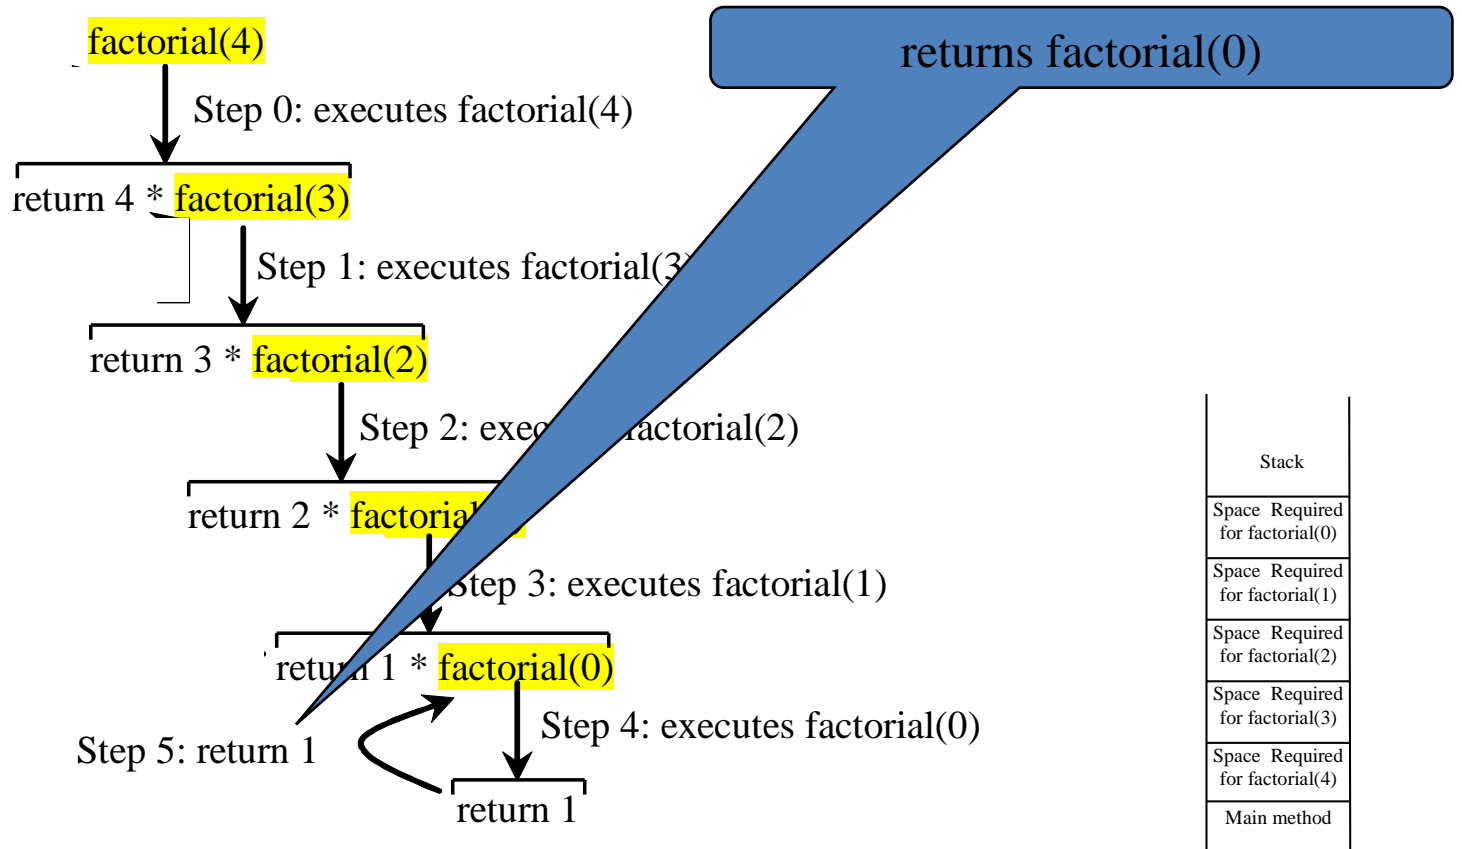 factorial(4)
returns factorial(0)
Step 0: executes factorial(4)
return 4 * factorial(3)
Step 1: executes factorial(3)
return 3 * factorial(2)
Step 2: factorial(2)
return 2 *
Step 3: executes factorial(1)
return 1 * factorial(0)
Step 4: executes factorial(0)
Step 5: return 1
return 1
Stack
Space Required
for factorial(0)
Space Required
for factorial(1)
Space Required
for factorial(2)
Space Required
for factorial(3)
Space Required
for factorial(4)
Main method